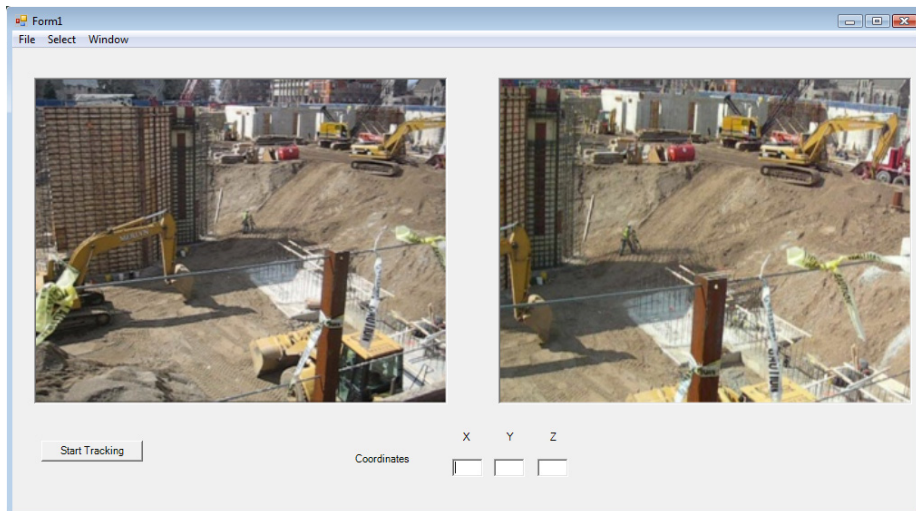 Form1
File Select Window
X Y Z
Start Tracking
Coordinates